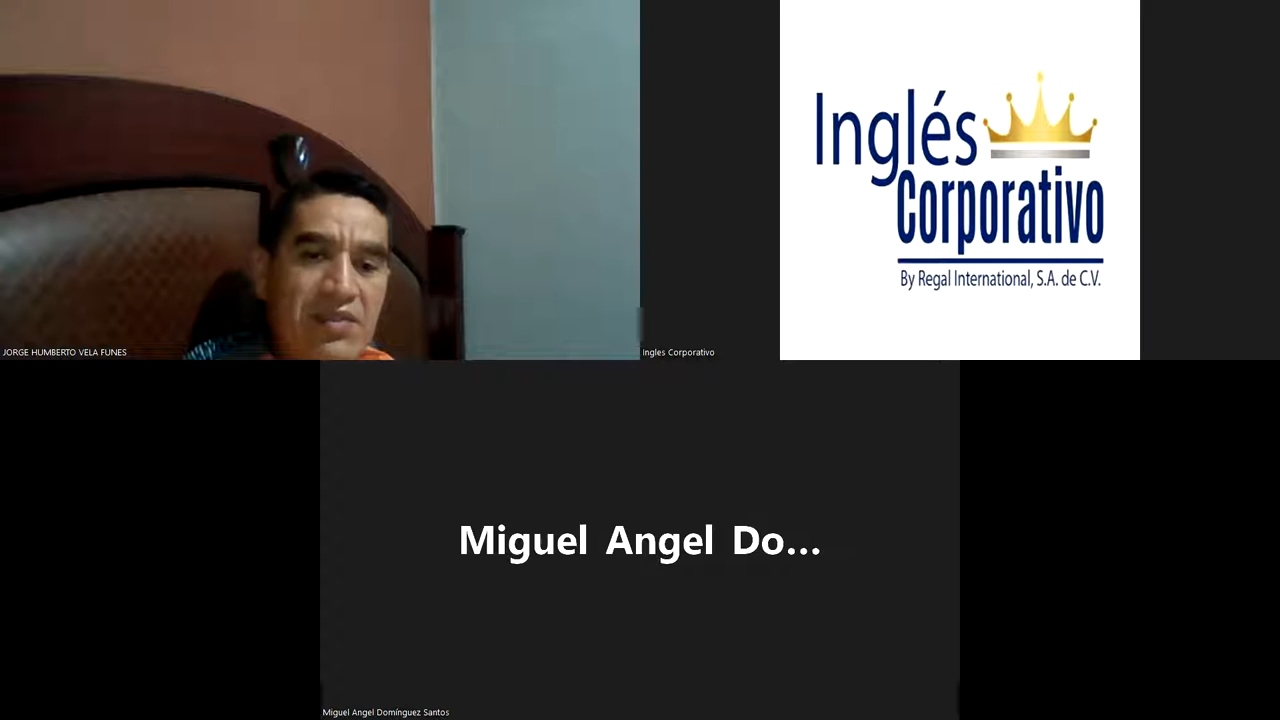 Inglés
Corporativo
By Regal International, S.A. de C.V.
JORGE HUMBERTO VELA FUNES
Ingles Corporativo
Miguel Angel Do...
Miguel Angel Domínguez Santos